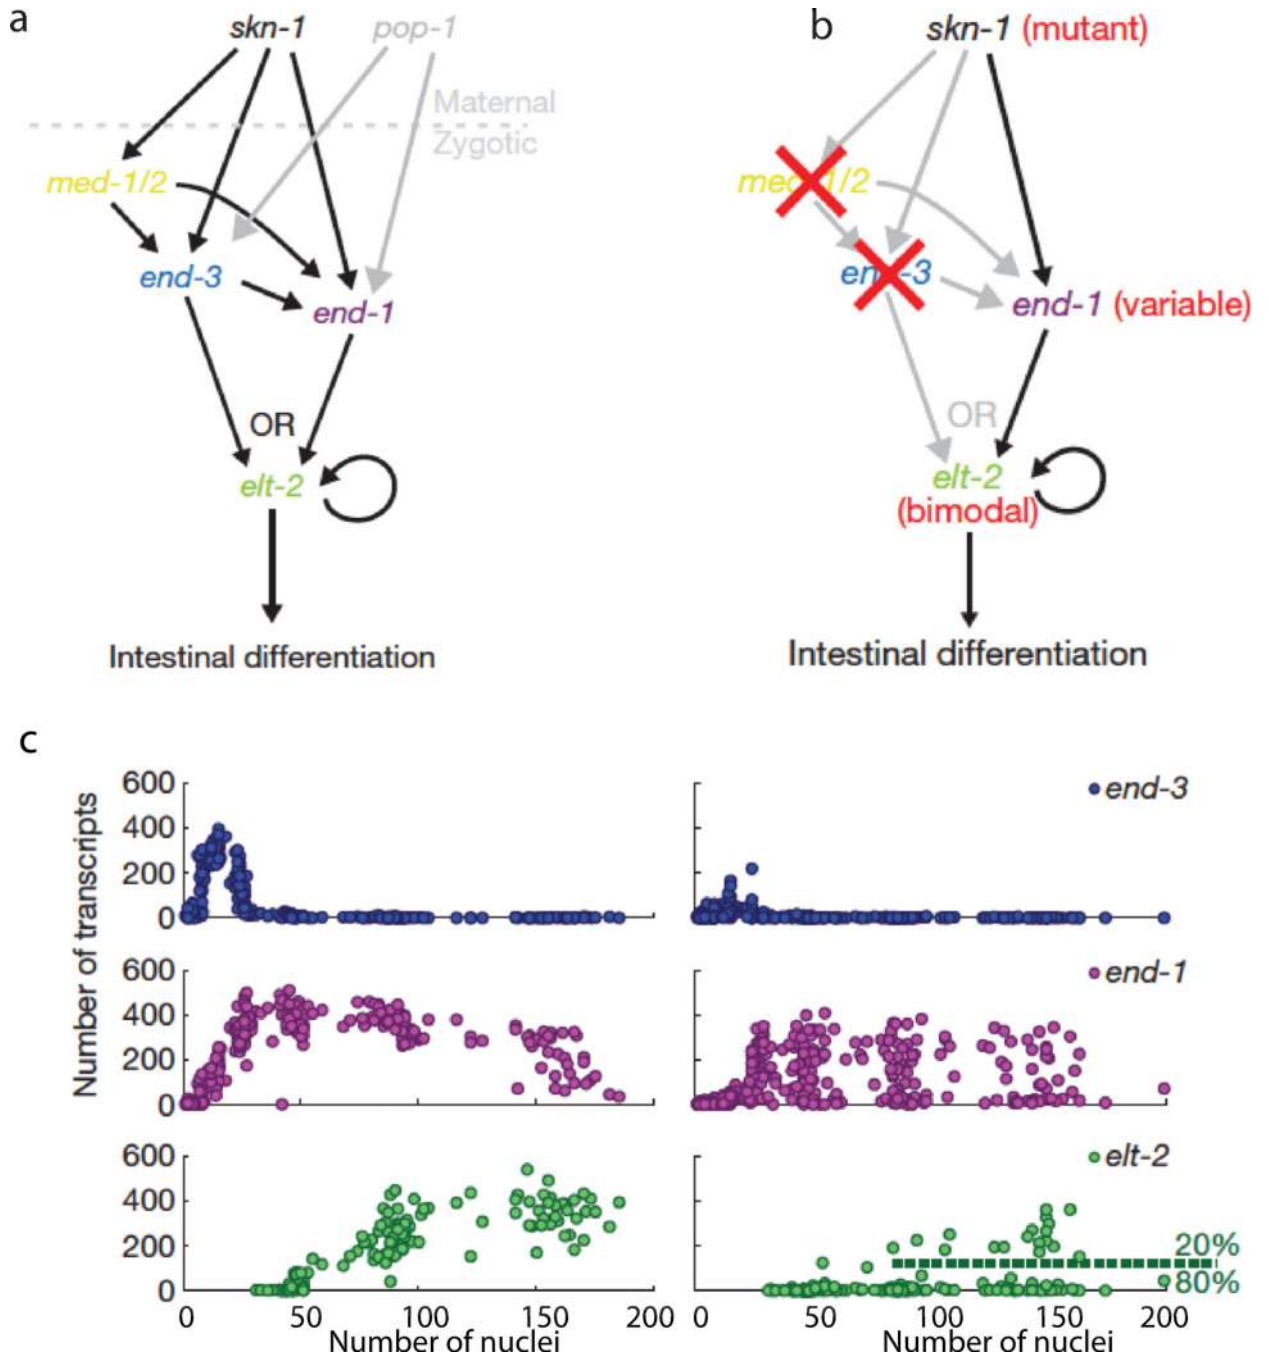 a
skn-1 pop-1
Maternal
Zygotic
med-1/2
end-3
end-1
OR
elt-2
Intestinal differentiation
b
skn-1 (mutant)
med-1/2
end-3
end-1 (variable)
OR
elt-2
(bimodal)
Intestinal differentiation
c
Number of transcripts
600
400
200
0
end-3
600
400
200
0
end-1
600
400
200
0
elt-2
20%
80%
0 50 100 150 200
Number of nuclei
0 50 100 150 200
Number of nuclei